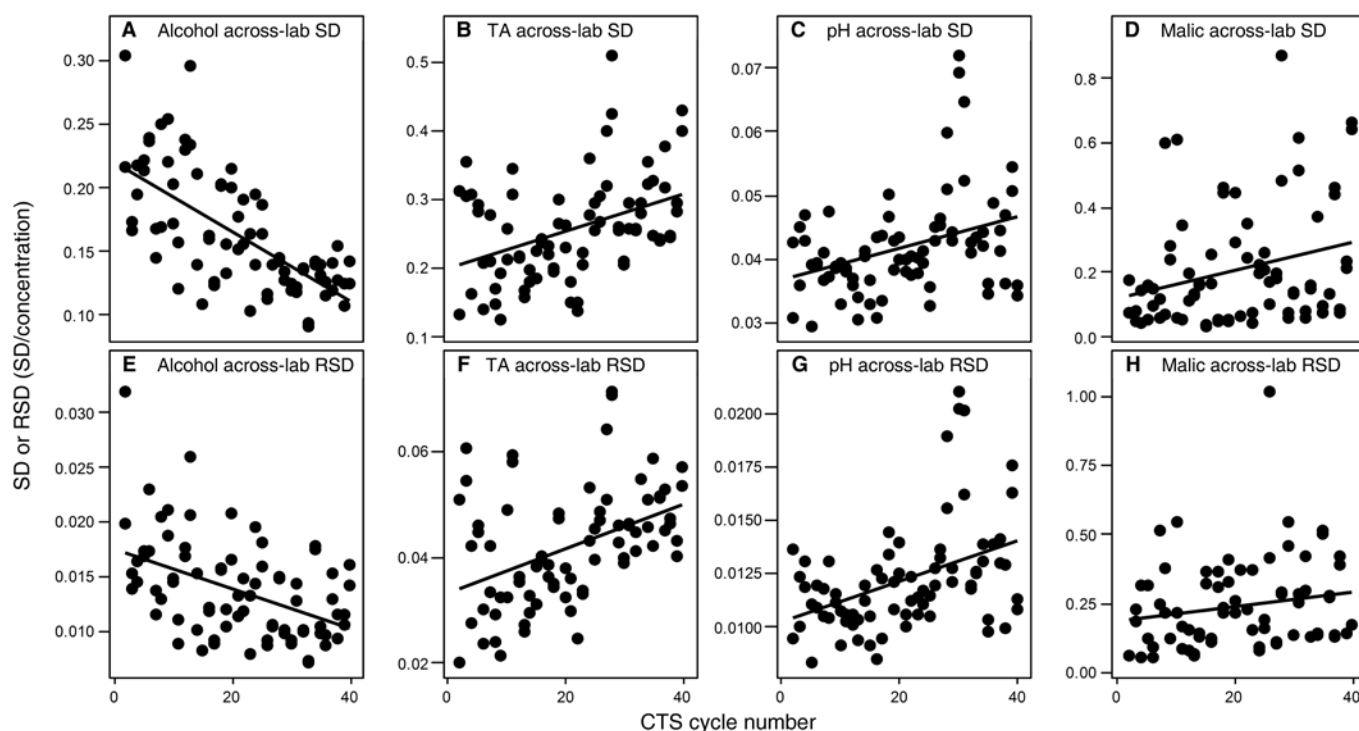 A Alcohol across-lab SD
B TA across-lab SD
C pH across-lab SD
D Malic across-lab SD
0.30
0.25
0.20
0.15
0.10
0.5
0.4
0.3
0.2
0.1
0.07
0.06
0.05
0.04
0.03
0.8
0.6
0.4
0.2
0.0
E Alcohol across-lab RSD
F TA across-lab RSD
G pH across-lab RSD
H Malic across-lab RSD
0.030
0.025
0.020
0.015
0.010
0.06
0.04
0.02
0.0200
0.0175
0.0150
0.0125
0.0100
1.00
0.75
0.50
0.25
0.00
0 20 40
0 20 40
0 20 40
0 20 40
SD or RSD (SD/concentration)
CTS cycle number